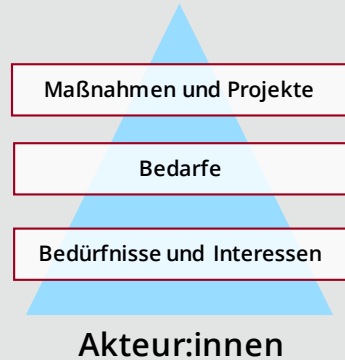 Maßnahmen und Projekte
Bedarfe
Bedürfnisse und Interessen
Akteur:innen